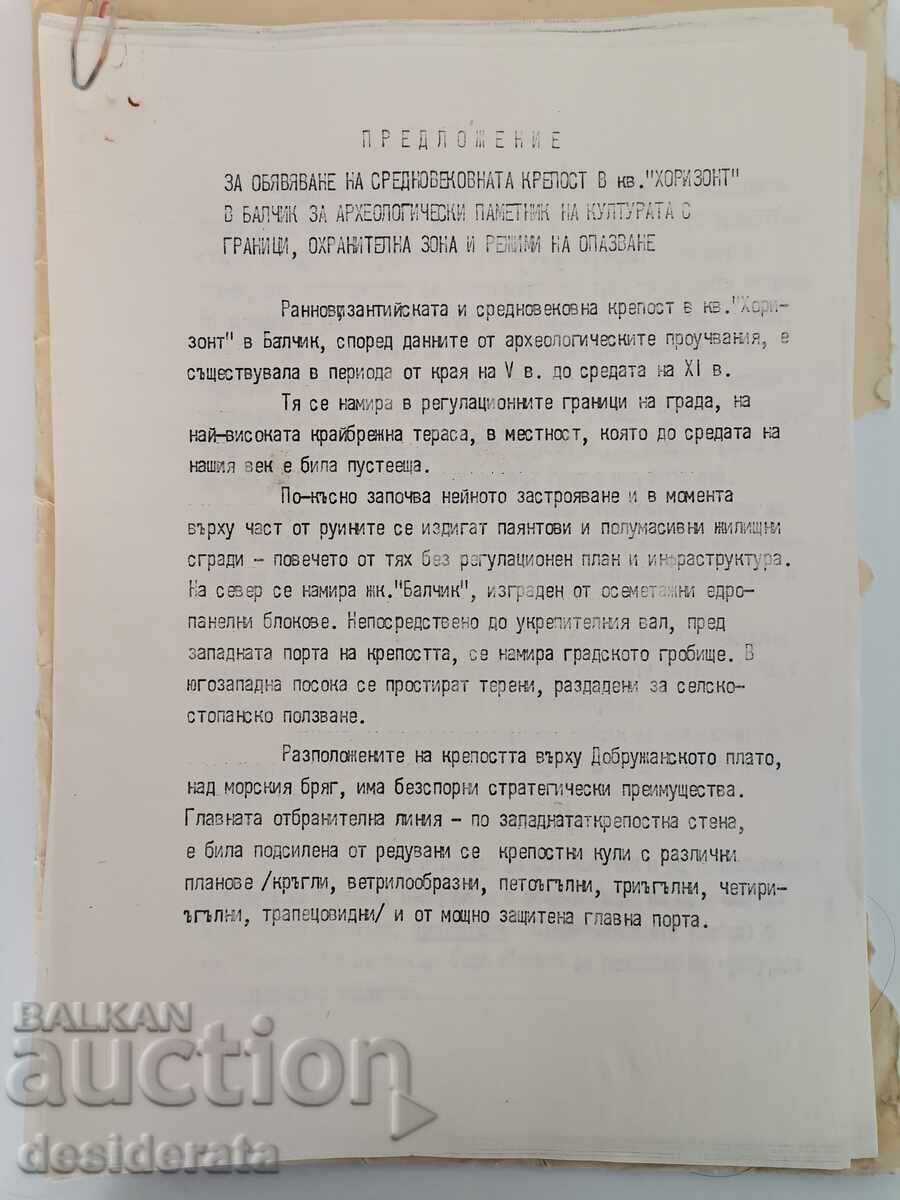 ПРЕДЛОЖЕНИЕ
ЗА ОБЯВЯВАНЕ НА СРЕДНОВЕКОВНАТА КРЕПОСТ В кв."ХОРИЗОНТ"
В БАЛЧИК ЗА АРХЕОЛОГИЧЕСКИ ПАМЕТНИК НА КУЛТУРАТА С
ГРАНИЦИ, ОХРАНИТЕЛНА ЗОНА И РЕЖИМИ НА ОПАЗВАНЕ
Ранновизантийската и средновековна крепост в кв."Хори-
зонт" в Балчик, според данните от археологическите проучвания, е
съществувала в периода от края на V в. до средата на XI в.
Тя се намира в регулационните граници на града, на
най-високата крайбрежна тераса, в местност, която до средата на
нашия век е била пустееща.
По-късно започва нейното застрояване и в момента
върху част от руините се издигат паянтови и полумасивни жилищни
сгради - повечето от тях без регулационен план и инфраструктура.
На север се намира жк."Балчик", изграден от осеметажни едро-
панелни блокове. Непосредствено до укрепителния вал, пред
западната порта на крепостта, се намира градското гробище. В
югозападна посока се простират терени, раздадени за селско-
стопанско ползване.
Разположените на крепостта върху Добружанското плато,
над морския бряг, има безспорни стратегически преимущества.
Главната отбранителна линия - по западнатакрепостна стена,
е била подсилена от редувани се крепостни кули с различни
планове /кръгли, ветрилообразни, петоъгълни, триъгълни, четири-
ъгълни, трапецовидни/ и от мощно защитена главна порта.
BALKAN
auction
desiderata